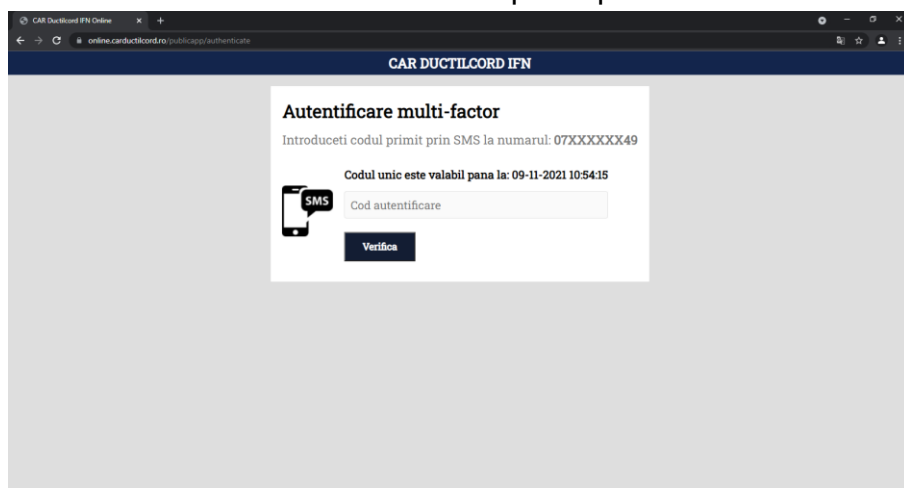 CAR Ductilcord IFN Online
online.carductilcord.ro/publicapp/authenticate
CAR DUCTILCORD IFN
Autentificare multi-factor
Introduceti codul primit prin SMS la numarul: 07XXXXXX49
Codul unic este valabil pana la: 09-11-2021 10:54:15
SMS
Cod autentificare
Verifica